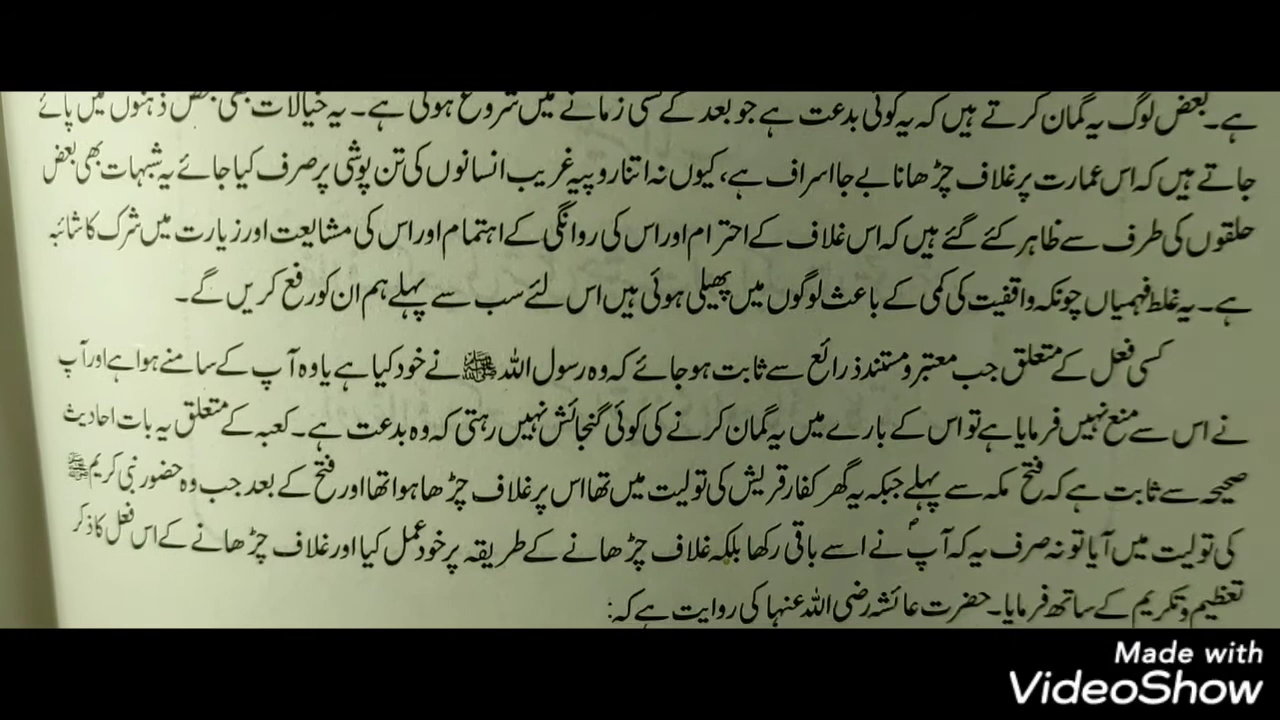 ہے۔ بعض لوگ یہ گمان کرتے ہیں کہ یہ کوئی بدعت ہے جو بعد کے کسی زمانے میں شروع ہوئی ہے۔ یہ خیالات بھی بعض ذہنوں میں پائے
جاتے ہیں کہ اس عمارت پر غلاف چڑھانا بے جا اسراف ہے، کیوں نہ اتنا روپیہ غریب انسانوں کی تن پوشی پر صرف کیا جائے یہ شبہات بھی بعض
حلقوں کی طرف سے ظاہر کئے گئے ہیں کہ اس غلاف کے احترام اور اس کی روانگی کے اہتمام اور اس کی مشایعت اور زیارت میں شرک کا شائبہ
ہے۔ یہ غلط فہمیاں چونکہ واقفیت کی کمی کے باعث لوگوں میں پھیلی ہوئی ہیں اس لئے سب سے پہلے ہم ان کو رفع کریں گے۔
کسی فعل کے متعلق جب معتبر و مستند ذرائع سے ثابت ہو جائے کہ وہ رسول اللہ ﷺ نے خود کیا ہے یا وہ آپ کے سامنے ہوا ہے اور آپ
نے اس سے منع نہیں فرمایا ہے تو اس کے بارے میں یہ گمان کرنے کی کوئی گنجائش نہیں رہتی کہ وہ بدعت ہے۔ کعبہ کے متعلق یہ بات احادیث
صحیحہ سے ثابت ہے کہ فتح مکہ سے پہلے جبکہ یہ گھر کفار قریش کی تولیت میں تھا اس پر غلاف چڑھا ہوا تھا اور فتح کے بعد جب وہ حضور نبی کریم ﷺ
کی تولیت میں آیا تو نہ صرف یہ کہ آپؐ نے اسے باقی رکھا بلکہ غلاف چڑھانے کے طریقہ پر خود عمل کیا اور غلاف چڑھانے کے اس فعل کا ذکر
تعظیم و تکریم کے ساتھ فرمایا۔ حضرت عائشہ رضی اللہ عنہا کی روایت ہے کہ:
Made with
VideoShow